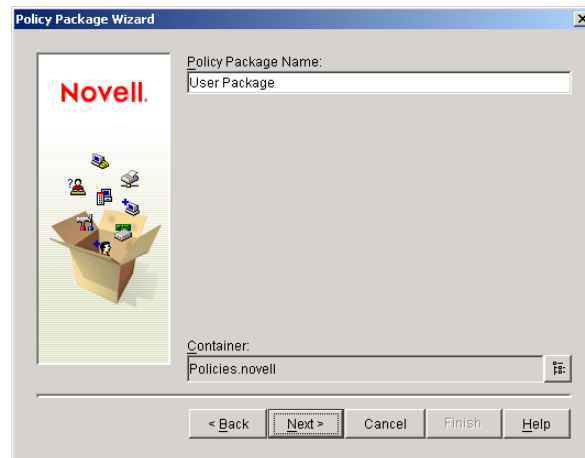 Policy Package Wizard
Novell.
Policy Package Name:
User Package
Container:
Policies.novell
< Back
Next >
Cancel
Finish
Help